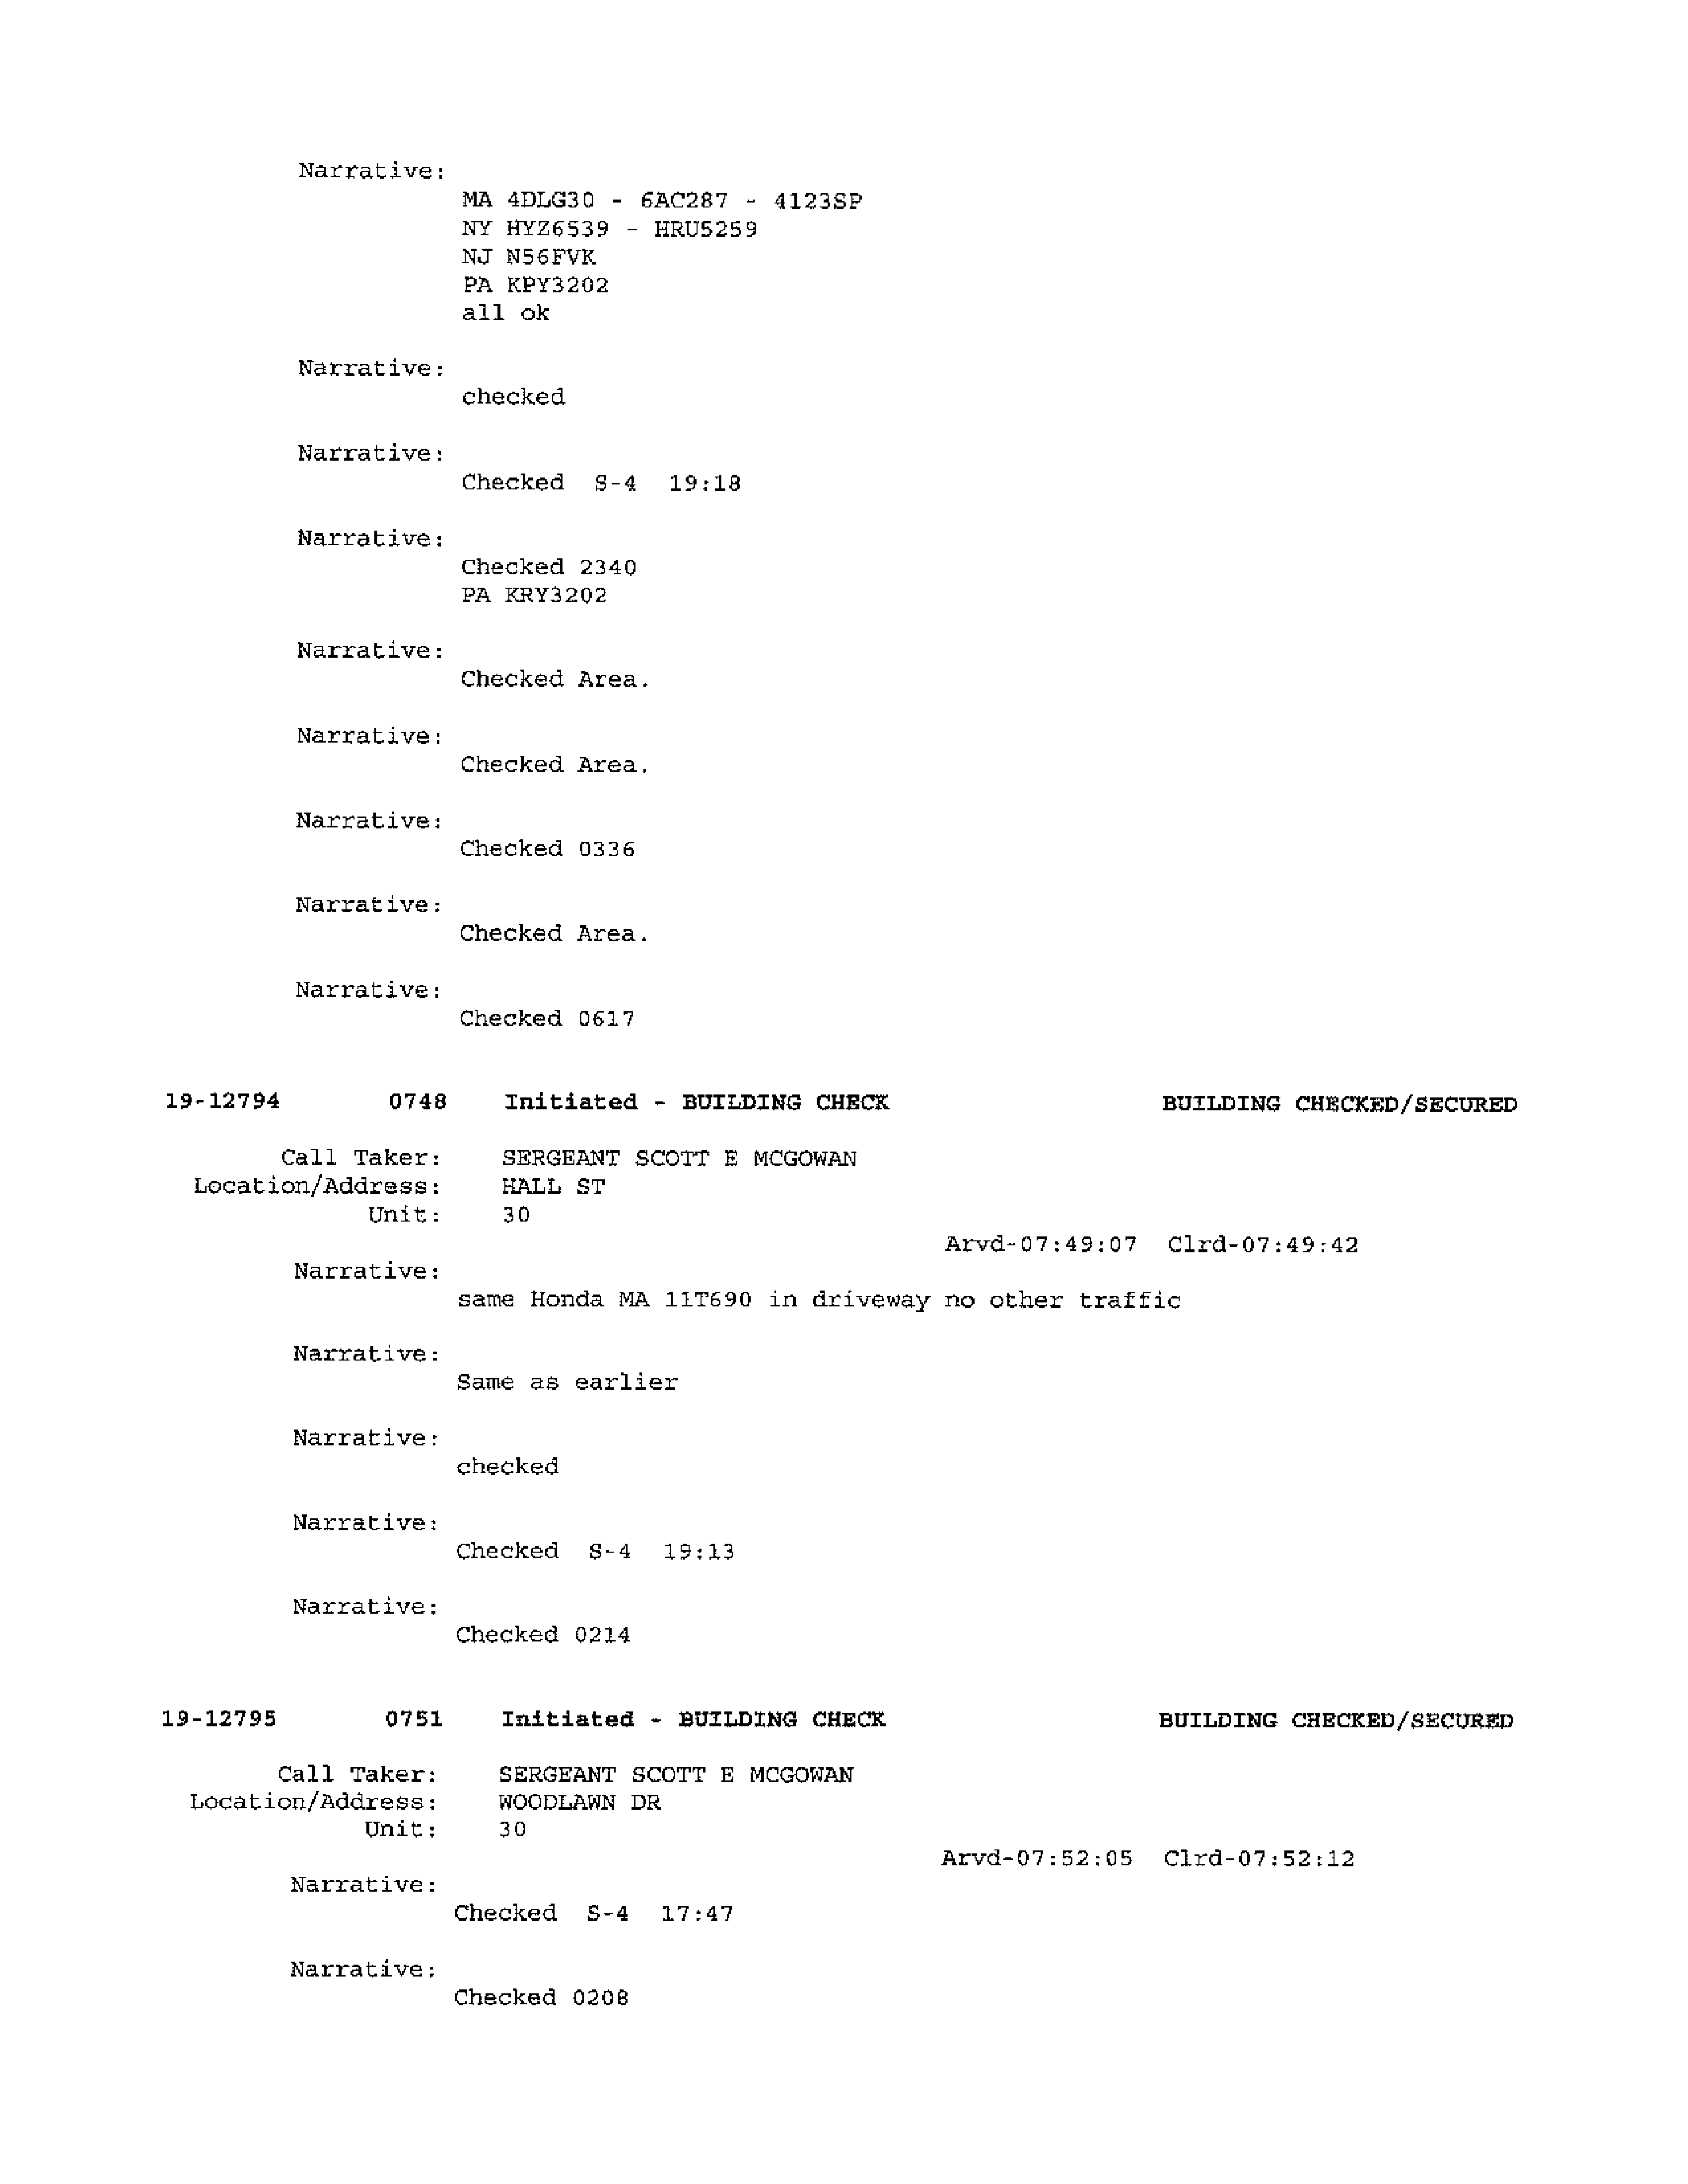 Narrative:
MA 4DLG30 - 6AC287 - 4123SP
NY HYZ6539 - HRU5259
NJ N56FVK
PA KPY3202
all ok
Narrative:
checked
Narrative:
Checked S-4 19:18
Narrative:
Checked 2340
PA KRY3202
Narrative:
Checked Area.
Narrative:
Checked Area.
Narrative:
Checked 0336
Narrative:
Checked Area.
Narrative:
Checked 0617
19-12794 0748 Initiated - BUILDING CHECK BUILDING CHECKED/SECURED
Call Taker: SERGEANT SCOTT E MCGOWAN
Location/Address: HALL ST
Unit: 30
Arvd-07:49:07 Clrd-07:49:42
Narrative:
same Honda MA 11T690 in driveway no other traffic
Narrative:
Same as earlier
Narrative:
checked
Narrative:
Checked S-4 19:13
Narrative:
Checked 0214
19-12795 0751 Initiated - BUILDING CHECK BUILDING CHECKED/SECURED
Call Taker: SERGEANT SCOTT E MCGOWAN
Location/Address: WOODLAWN DR
Unit: 30
Arvd-07:52:05 Clrd-07:52:12
Narrative:
Checked S-4 17:47
Narrative:
Checked 0208